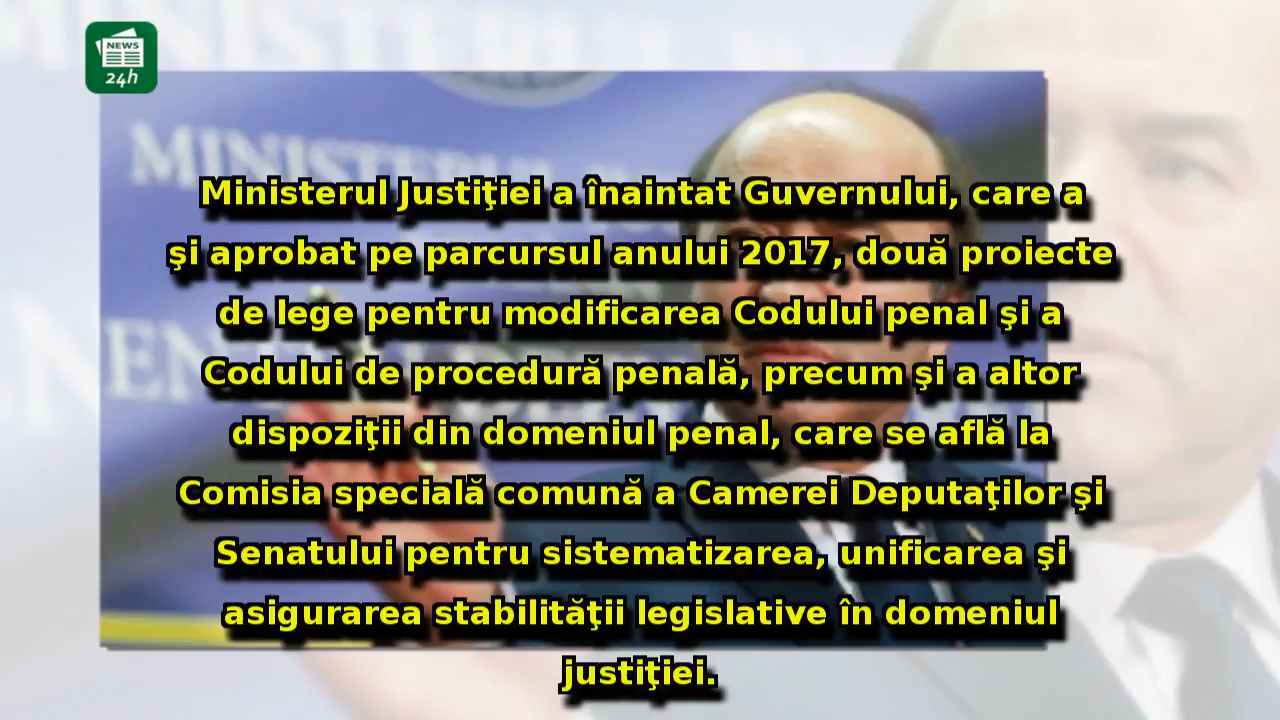 NEWS
24h
MINISTERUL
Ministerul Justiţiei a înaintat Guvernului, care a
şi aprobat pe parcursul anului 2017, două proiecte
de lege pentru modificarea Codului penal şi a
Codului de procedură penală, precum şi a altor
dispoziţii din domeniul penal, care se află la
Comisia specială comună a Camerei Deputaţilor şi
Senatului pentru sistematizarea, unificarea şi
asigurarea stabilităţii legislative în domeniul
justiţiei.